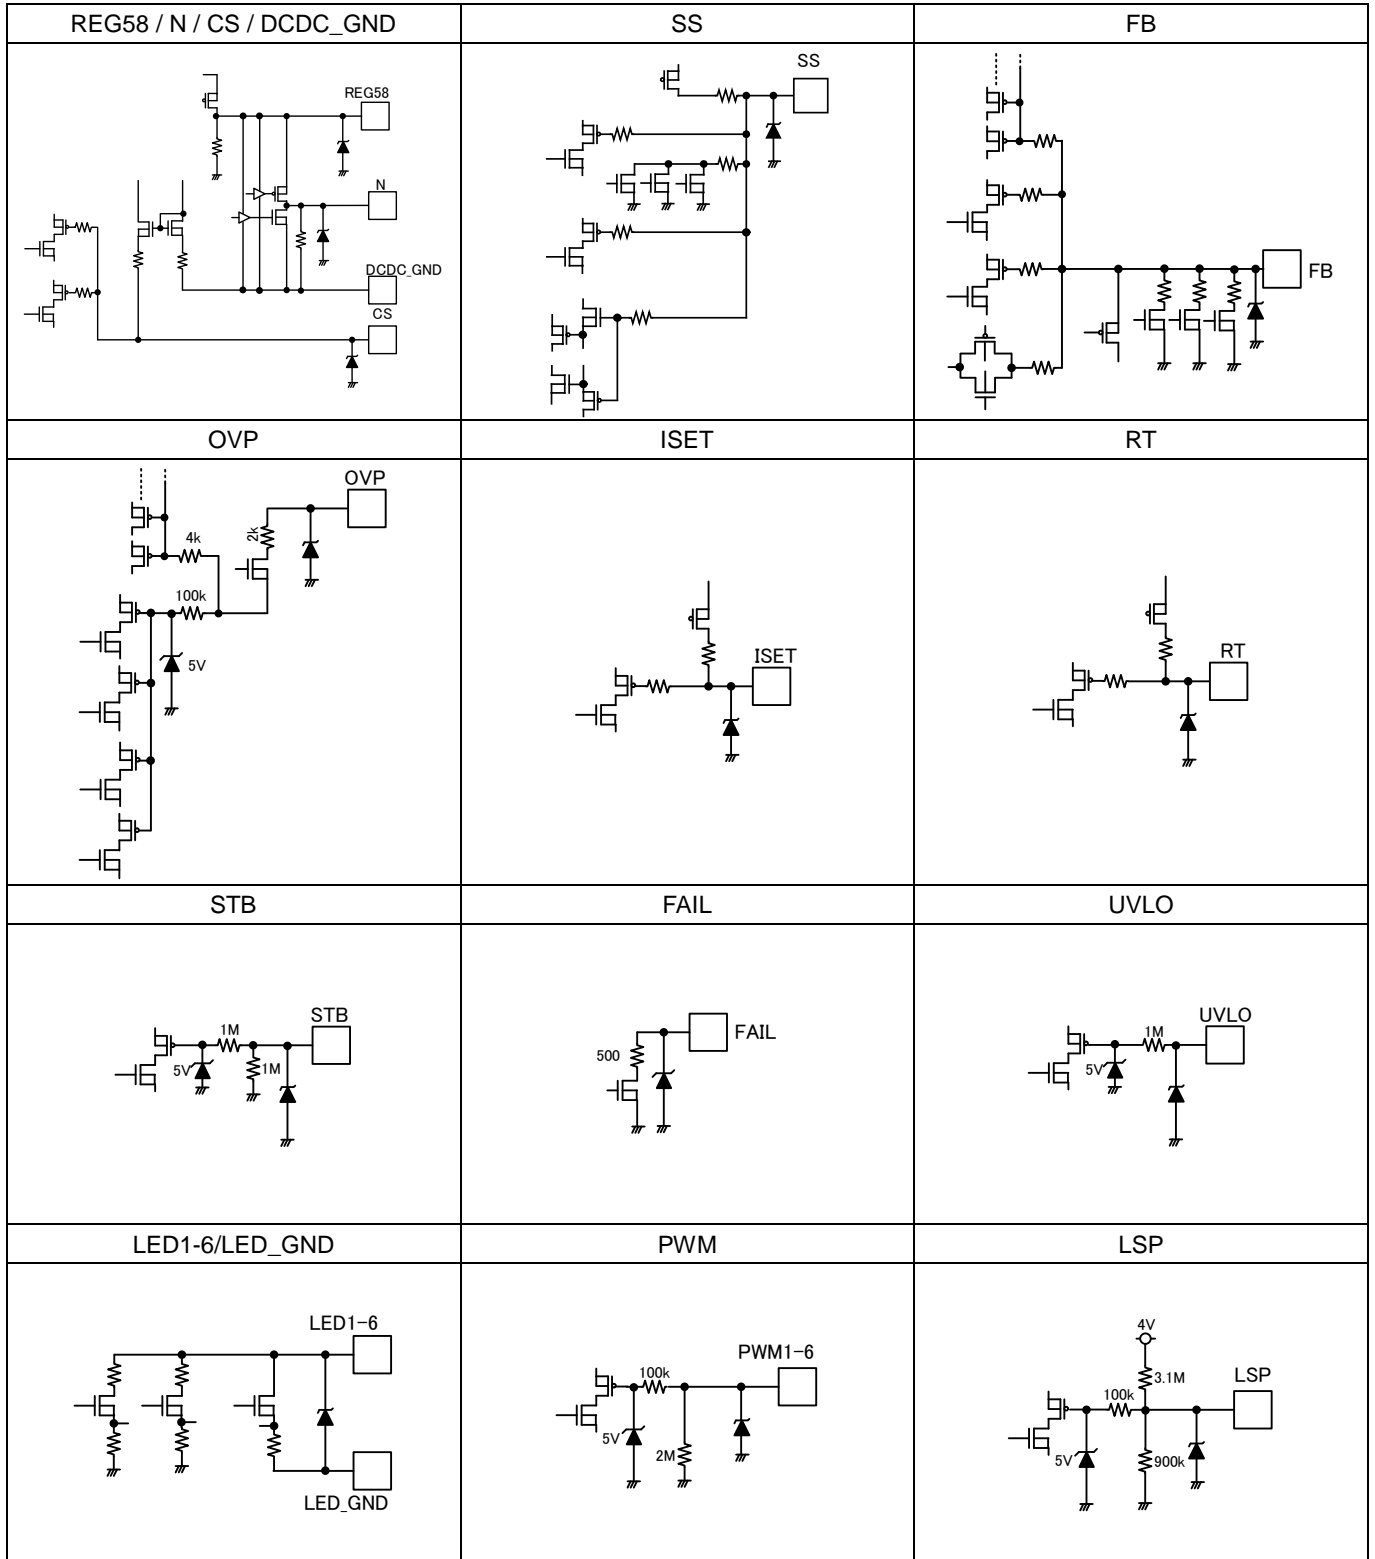 REG58 / N / CS / DCDC_GND
SS
FB
REG58
N
DCDC_GND
CS
SS
FB
OVP
ISET
RT
OVP
2k
4k
100k
5V
ISET
RT
STB
FAIL
UVLO
STB
1M
5V
1M
FAIL
500
UVLO
1M
5V
LED1-6/LED_GND
PWM
LSP
LED1-6
LED_GND
PWM1-6
100k
5V
2M
4V
3.1M
LSP
100k
5V
900k